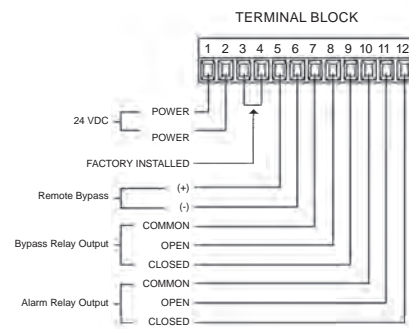 TERMINAL BLOCK
1 2 3 4 5 6 7 8 9 10 11 12
24 VDC
POWER
POWER
FACTORY INSTALLED
Remote Bypass
(+)
(-)
Bypass Relay Output
COMMON
OPEN
CLOSED
Alarm Relay Output
COMMON
OPEN
CLOSED